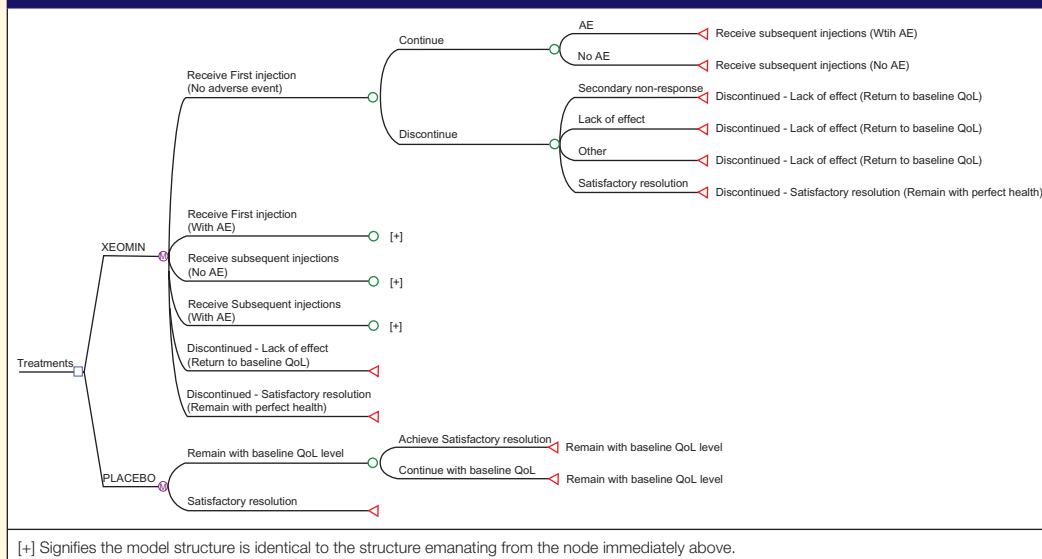 AE
Continue
Receive subsequent injections (Wtih AE)
No AE
Receive subsequent injections (No AE)
Receive First injection
(No adverse event)
Secondary non-response
Discontinued - Lack of effect (Return to baseline QoL)
Lack of effect
Discontinued - Lack of effect (Return to baseline QoL)
Discontinue
Other
Discontinued - Lack of effect (Return to baseline QoL)
Satisfactory resolution
Discontinued - Satisfactory resolution (Remain with perfect health)
Receive First injection
(With AE)
[+]
XEOMIN
M
Receive subsequent injections
(No AE)
[+]
Receive Subsequent injections
(With AE)
[+]
Discontinued - Lack of effect
(Return to baseline QoL)
Treatments
Discontinued - Satisfactory resolution
(Remain with perfect health)
Achieve Satisfactory resolution
Remain with baseline QoL level
Remain with baseline QoL level
Continue with baseline QoL
Remain with baseline QoL level
PLACEBO
M
Satisfactory resolution
[+] Signifies the model structure is identical to the structure emanating from the node immediately above.